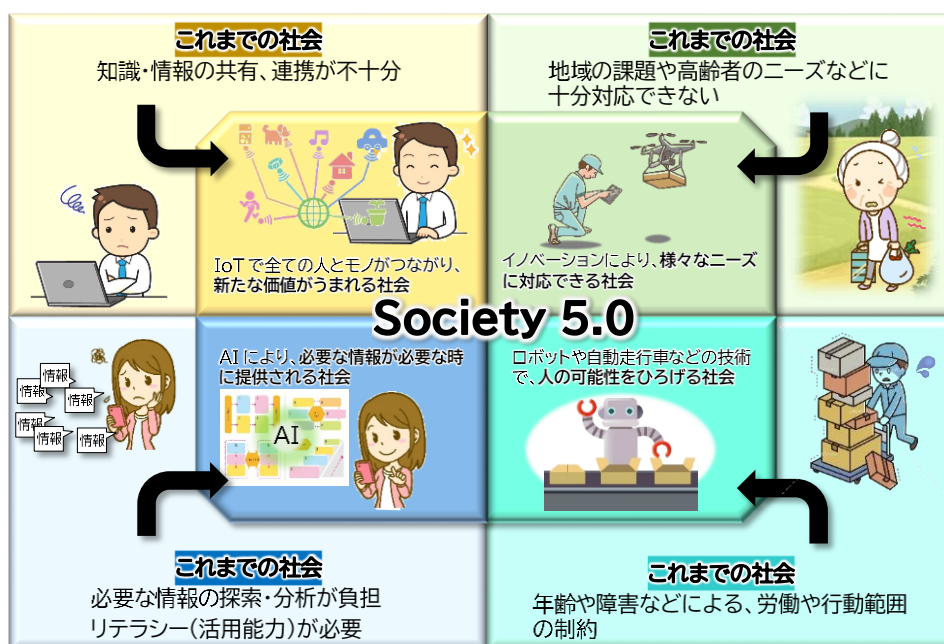 これまでの社会
知識・情報の共有、連携が不十分
IoTで全ての人とモノがつながり、
新たな価値がうまれる社会
これまでの社会
地域の課題や高齢者のニーズなどに
十分対応できない
イノベーションにより、様々なニーズ
に対応できる社会
Society 5.0
AIにより、必要な情報が必要な時
に提供される社会
情報
情報
情報
情報
情報
情報
AI
これまでの社会
必要な情報の探索・分析が負担
リテラシー(活用能力)が必要
ロボットや自動走行車などの技術
で、人の可能性をひろげる社会
これまでの社会
年齢や障害などによる、労働や行動範囲
の制約